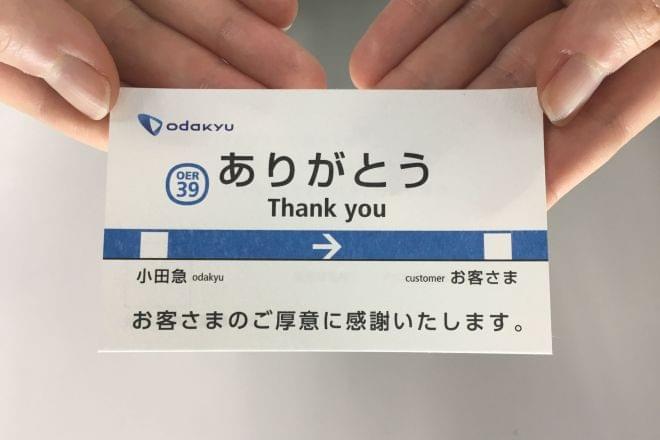 odakyu
OER
39
ありがとう
Thank you
→
小田急 odakyu
customer お客さま
お客さまのご厚意に感謝いたします。